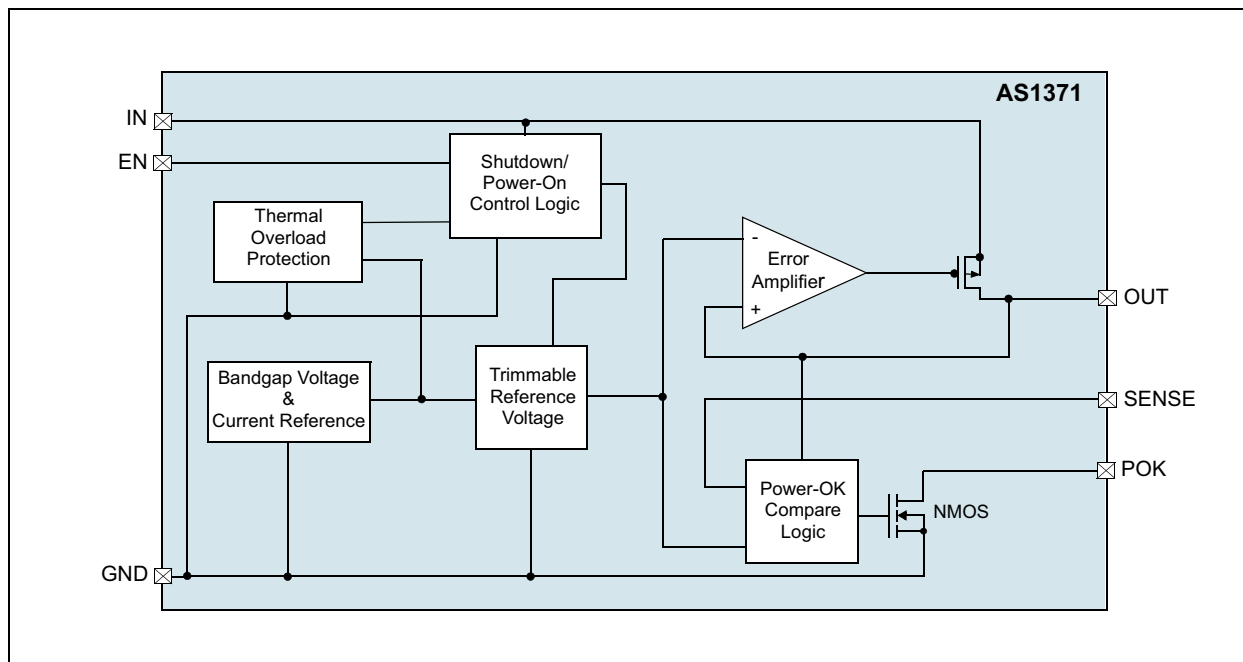 AS1371
IN
EN
Shutdown/
Power-On
Control Logic
Thermal
Overload
Protection
-
Error
Amplifier
+
OUT
Bandgap Voltage
&
Current Reference
Trimmable
Reference
Voltage
SENSE
Power-OK
Compare
Logic
NMOS
POK
GND